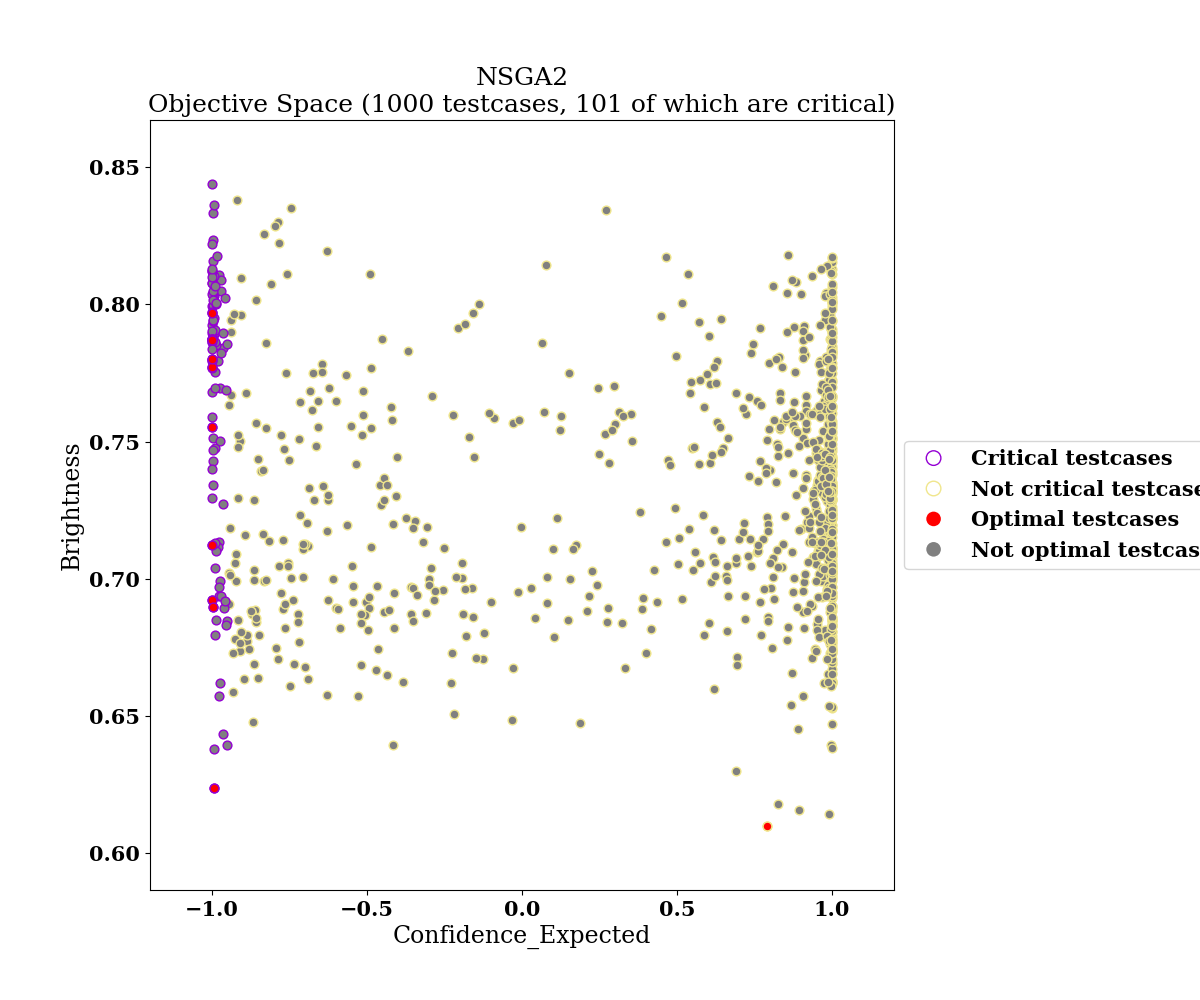 NSGA2
Objective Space (1000 testcases, 101 of which are critical)
0.85
0.80
0.75
0.70
0.65
0.60
Brightness
−1.0
−0.5
0.0
0.5
1.0
Confidence_Expected
Critical testcases
Not critical testcase
Optimal testcases
Not optimal testcas